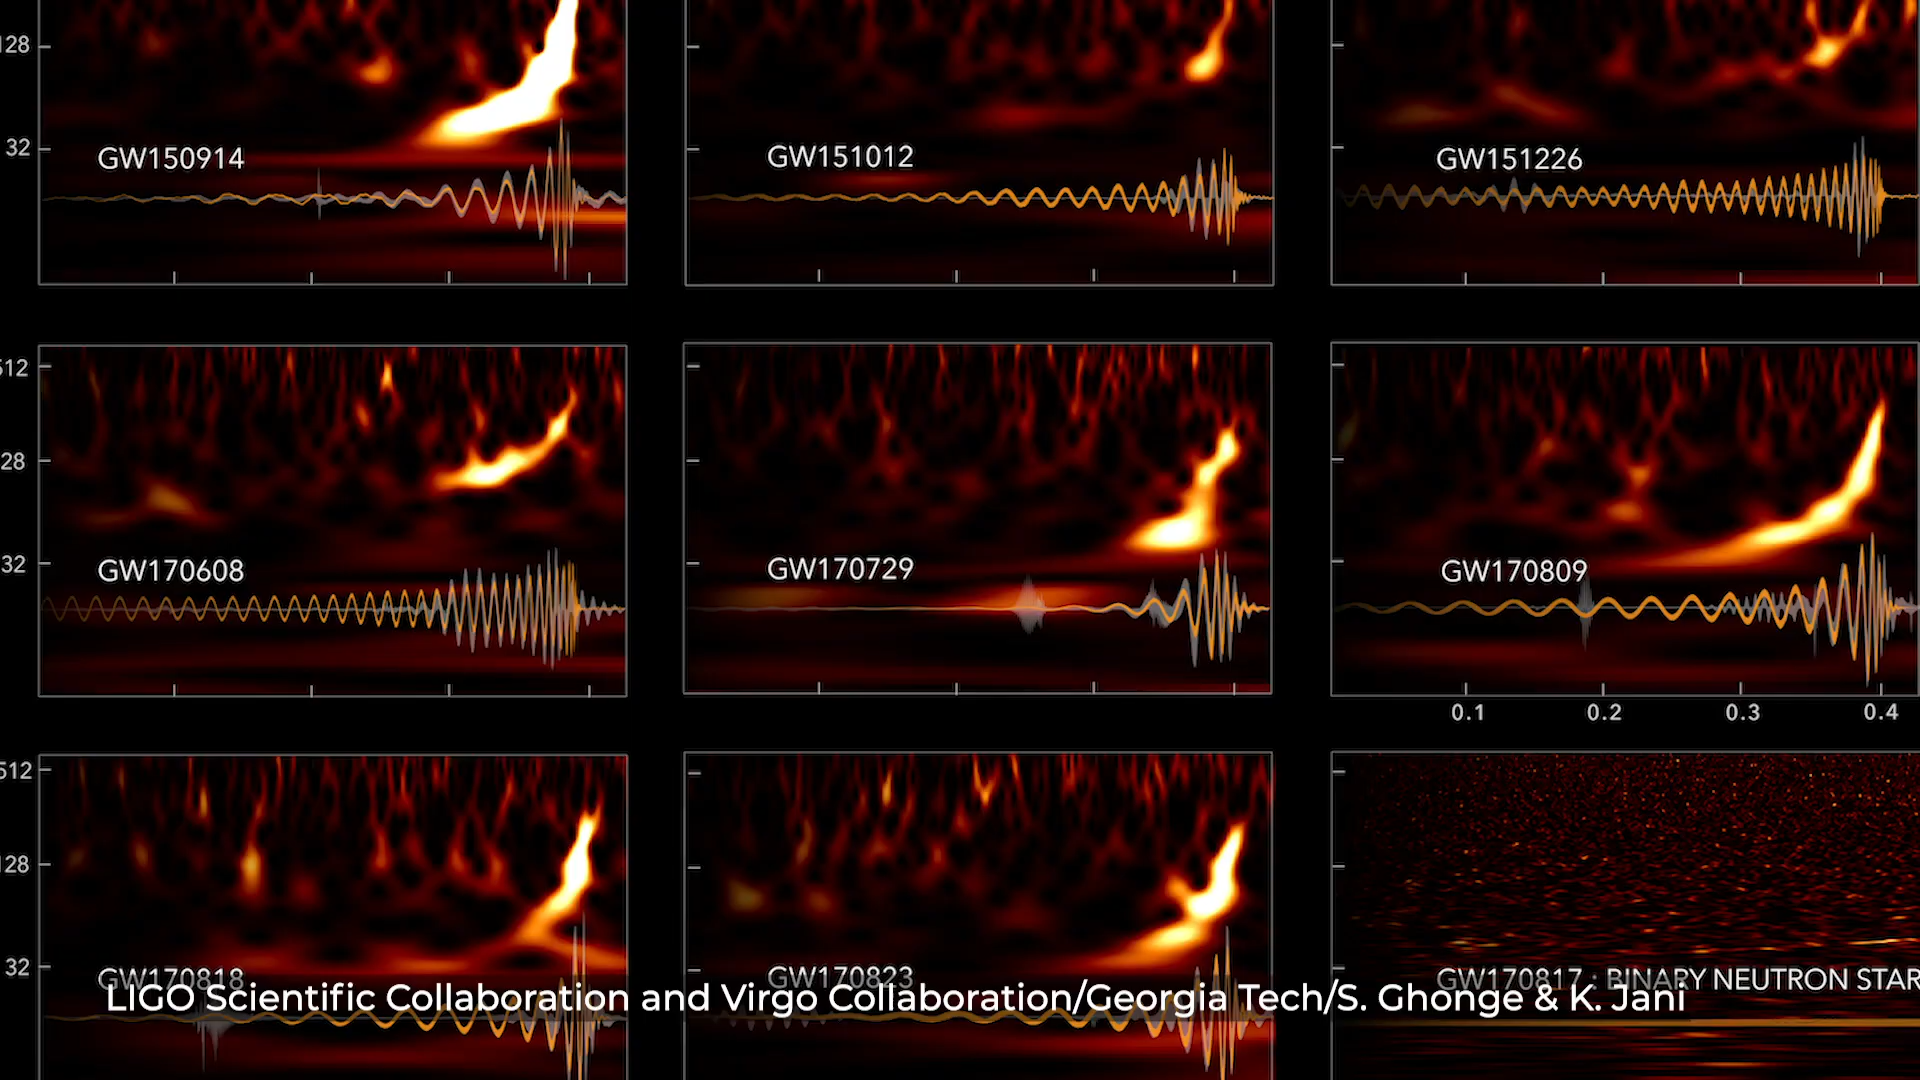 128
32
GW150914
GW151012
GW151226
512
28
32
GW170608
GW170729
GW170809
0.1 0.2 0.3 0.4
512
128
32
GW170818
GW170823
GW170817 : BINARY NEUTRON STAR
LIGO Scientific Collaboration and Virgo Collaboration/Georgia Tech/S. Ghonge & K. Jani